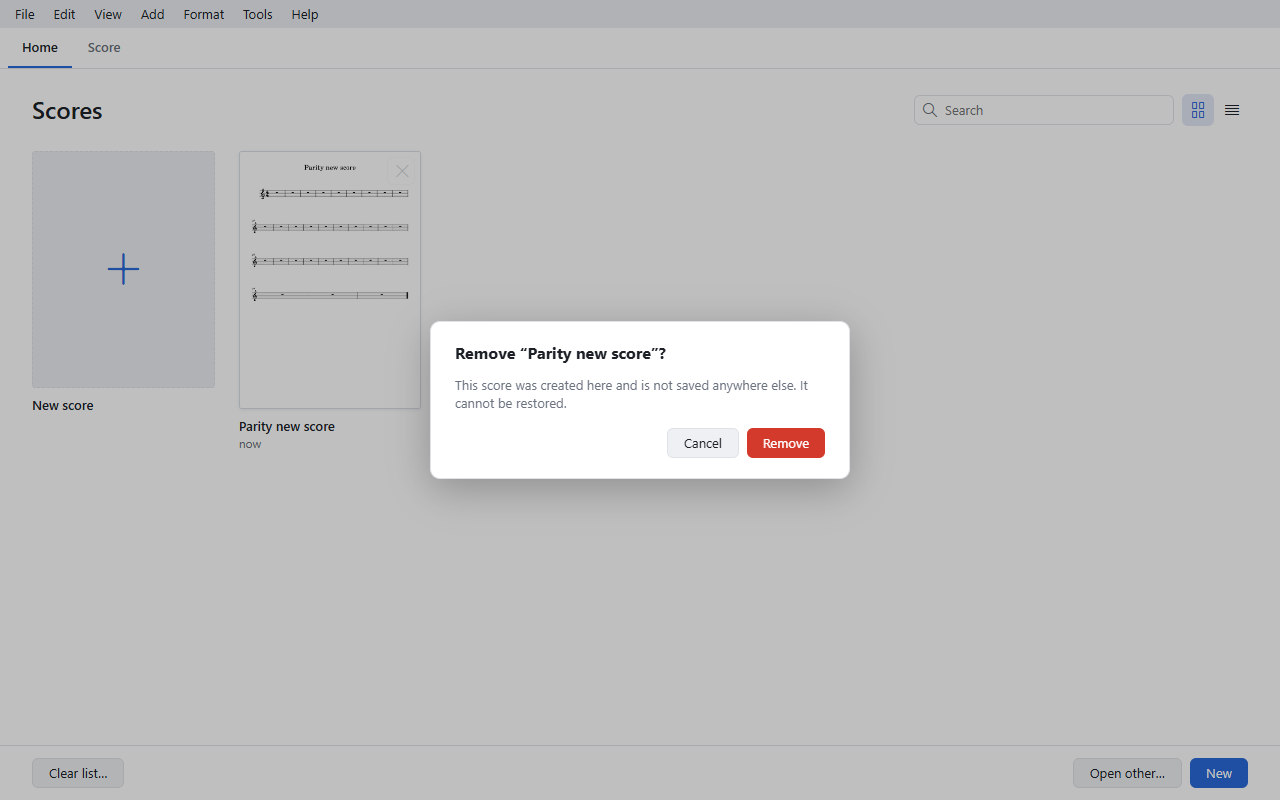 File Edit View Add Format Tools Help
Home Score
Scores
Search
Parity new score
New score
Parity new score
now
Remove “Parity new score”?
This score was created here and is not saved anywhere else. It
cannot be restored.
Cancel Remove
Clear list...
Open other...
New